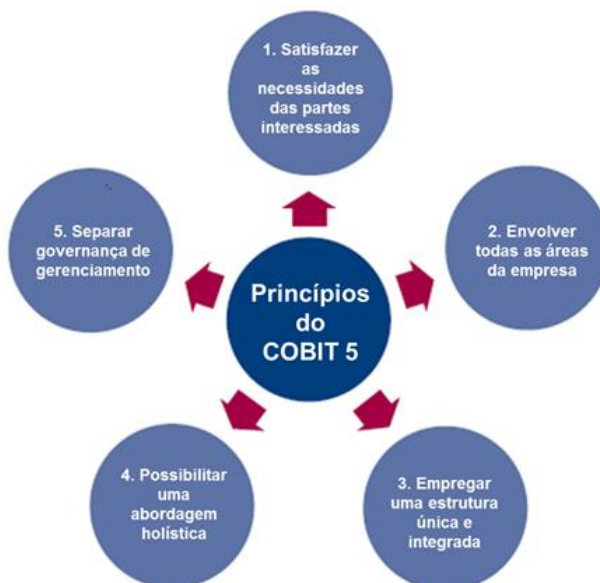 1. Satisfazer
as
necessidades
das partes
interessadas
2. Envolver
todas as áreas
da empresa
3. Empregar
uma estrutura
única e
integrada
4. Possibilitar
uma
abordagem
holística
5. Separar
governança de
gerenciamento
Princípios
do
COBIT 5